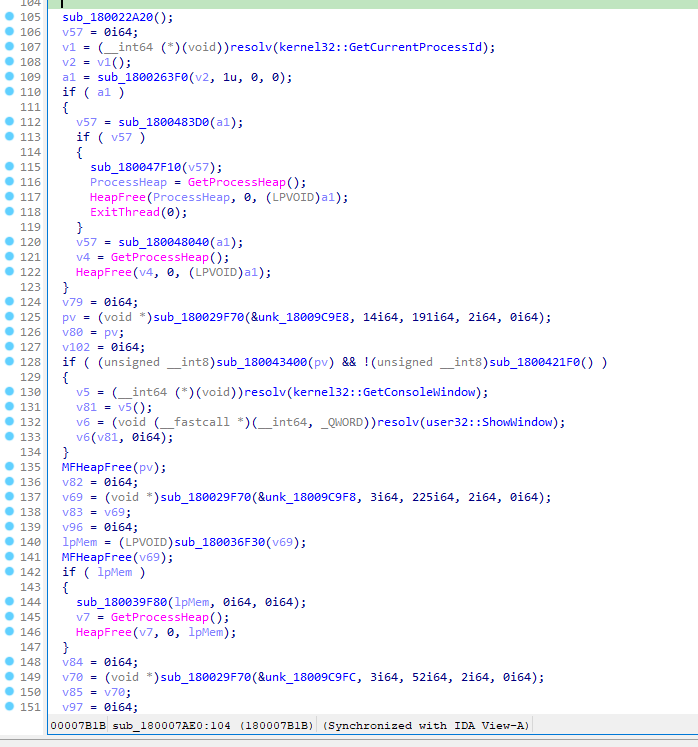 104
105 sub_180022A20();
106 v57 = 0i64;
107 v1 = (__int64 (*)(void))resolv(kernel32::GetCurrentProcessId);
108 v2 = v1();
109 a1 = sub_1800263F0(v2, 1u, 0, 0);
110 if ( a1 )
111 {
112 v57 = sub_1800483D0(a1);
113 if ( v57 )
114 {
115 sub_180047F10(v57);
116 ProcessHeap = GetProcessHeap();
117 HeapFree(ProcessHeap, 0, (LPVOID)a1);
118 ExitThread(0);
119 }
120 v57 = sub_180048040(a1);
121 v4 = GetProcessHeap();
122 HeapFree(v4, 0, (LPVOID)a1);
123 }
124 v79 = 0i64;
125 pv = (void *)sub_180029F70(&unk_18009C9E8, 14i64, 191i64, 2i64, 0i64);
126 v80 = pv;
127 v102 = 0i64;
128 if ( (unsigned __int8)sub_180043400(pv) && !(unsigned __int8)sub_1800421F0() )
129 {
130 v5 = (__int64 (*)(void))resolv(kernel32::GetConsoleWindow);
131 v81 = v5();
132 v6 = (void (__fastcall *)(__int64, _QWORD))resolv(user32::ShowWindow);
133 v6(v81, 0i64);
134 }
135 MFHeapFree(pv);
136 v82 = 0i64;
137 v69 = (void *)sub_180029F70(&unk_18009C9F8, 3i64, 225i64, 2i64, 0i64);
138 v83 = v69;
139 v96 = 0i64;
140 lpMem = (LPVOID)sub_180036F30(v69);
141 MFHeapFree(v69);
142 if ( lpMem )
143 {
144 sub_180039F80(lpMem, 0i64, 0i64);
145 v7 = GetProcessHeap();
146 HeapFree(v7, 0, lpMem);
147 }
148 v84 = 0i64;
149 v70 = (void *)sub_180029F70(&unk_18009C9FC, 3i64, 52i64, 2i64, 0i64);
150 v85 = v70;
151 v97 = 0i64;
00007B1B sub_180007AE0:104 (180007B1B) (Synchronized with IDA View-A)